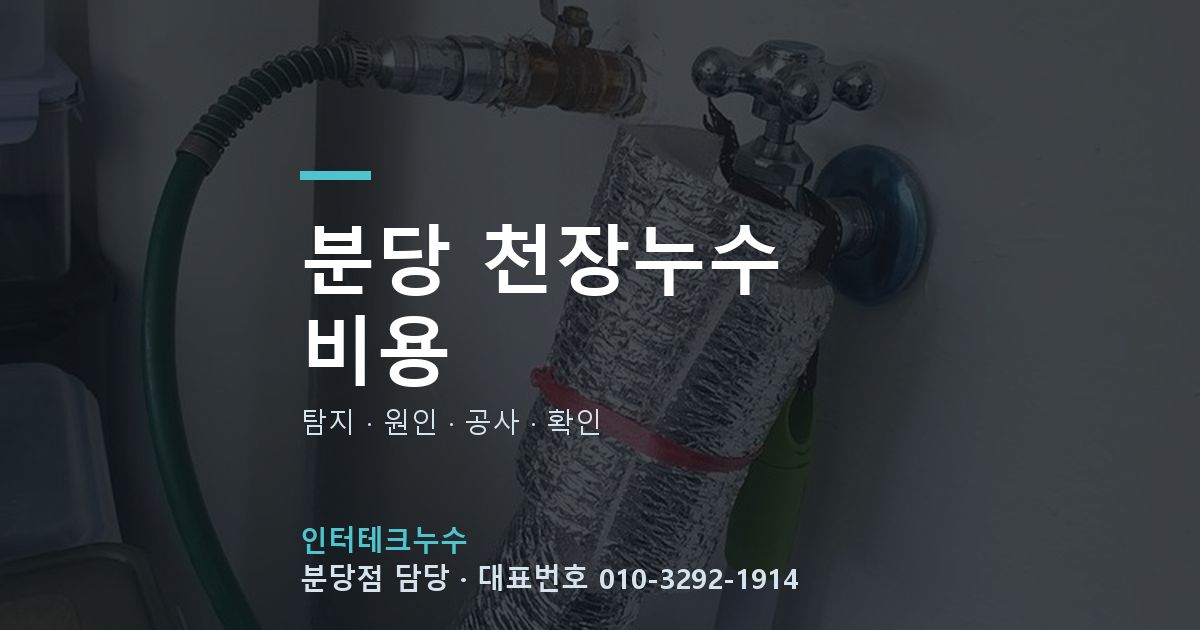 분당 천장누수
비용
탐지 · 원인 · 공사 · 확인
인터테크누수
분당점 담당 · 대표번호 010-3292-1914